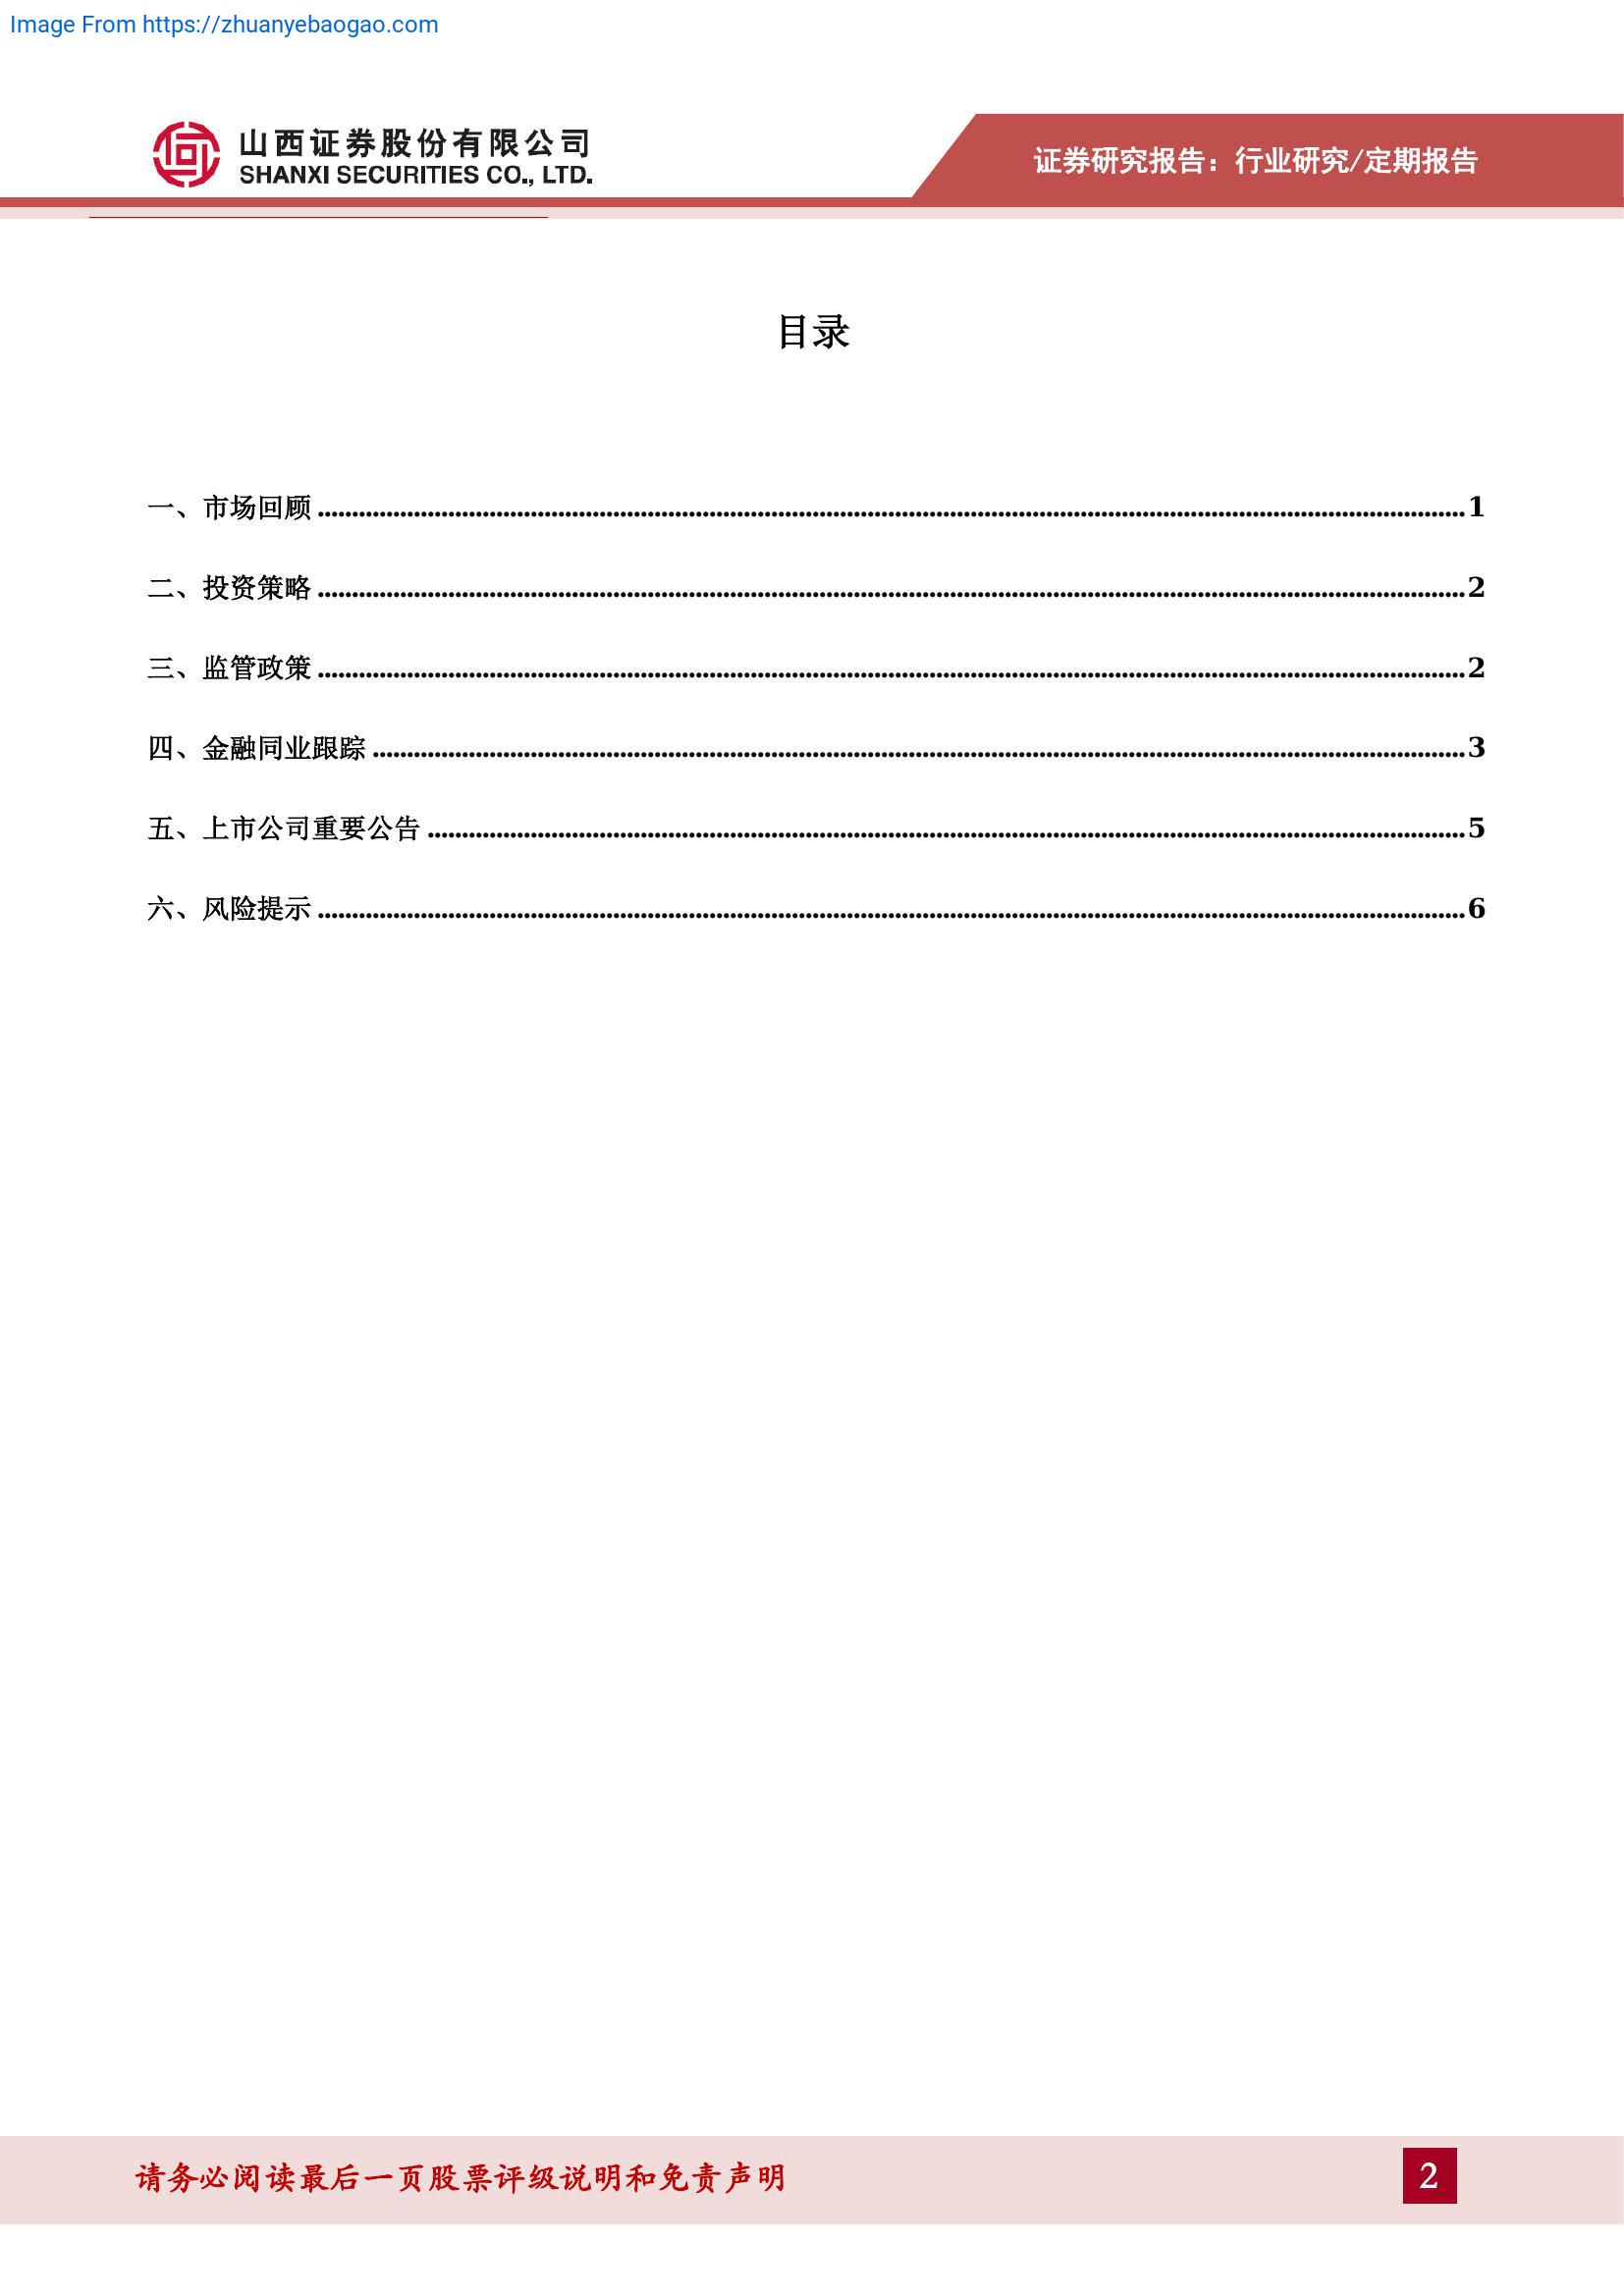 Image From https://zhuanyebaogao.com
山西证券股份有限公司
SHANXI SECURITIES CO., LTD.
证券研究报告：行业研究/定期报告
目录
一、市场回顾........................1
二、投资策略........................2
三、监管政策........................2
四、金融同业跟踪........................3
五、上市公司重要公告........................5
六、风险提示........................6
请务必阅读最后一页股票评级说明和免责声明
2